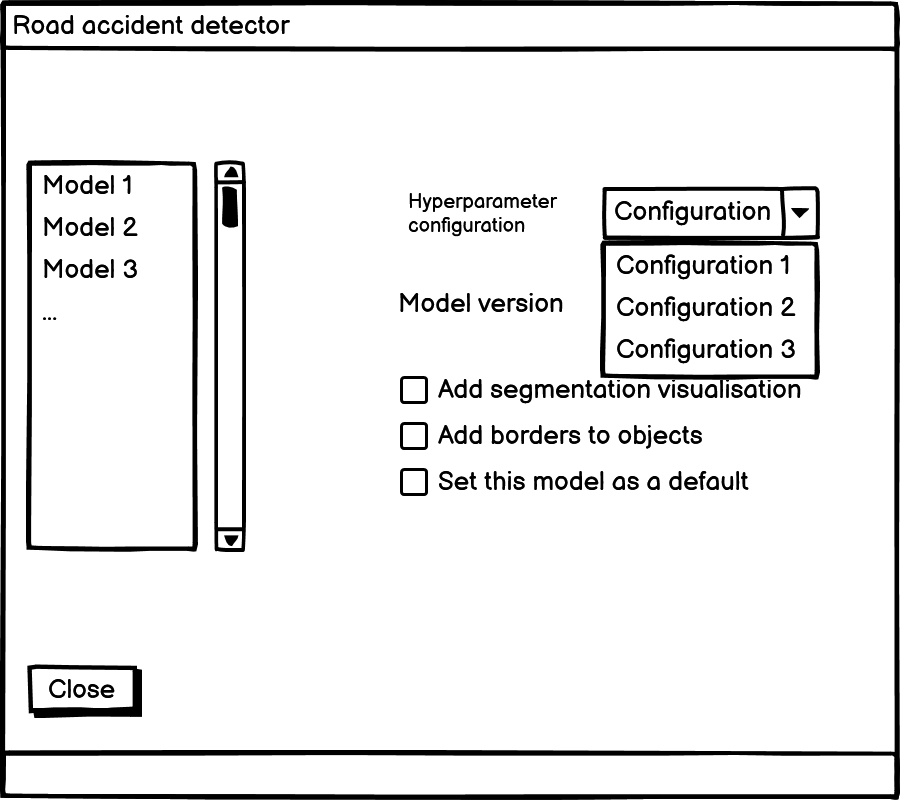 Road accident detector
Model 1
Model 2
Model 3
...
Hyperparameter
configuration
Configuration
Configuration 1
Configuration 2
Configuration 3
Model version
Add segmentation visualisation
Add borders to objects
Set this model as a default
Close